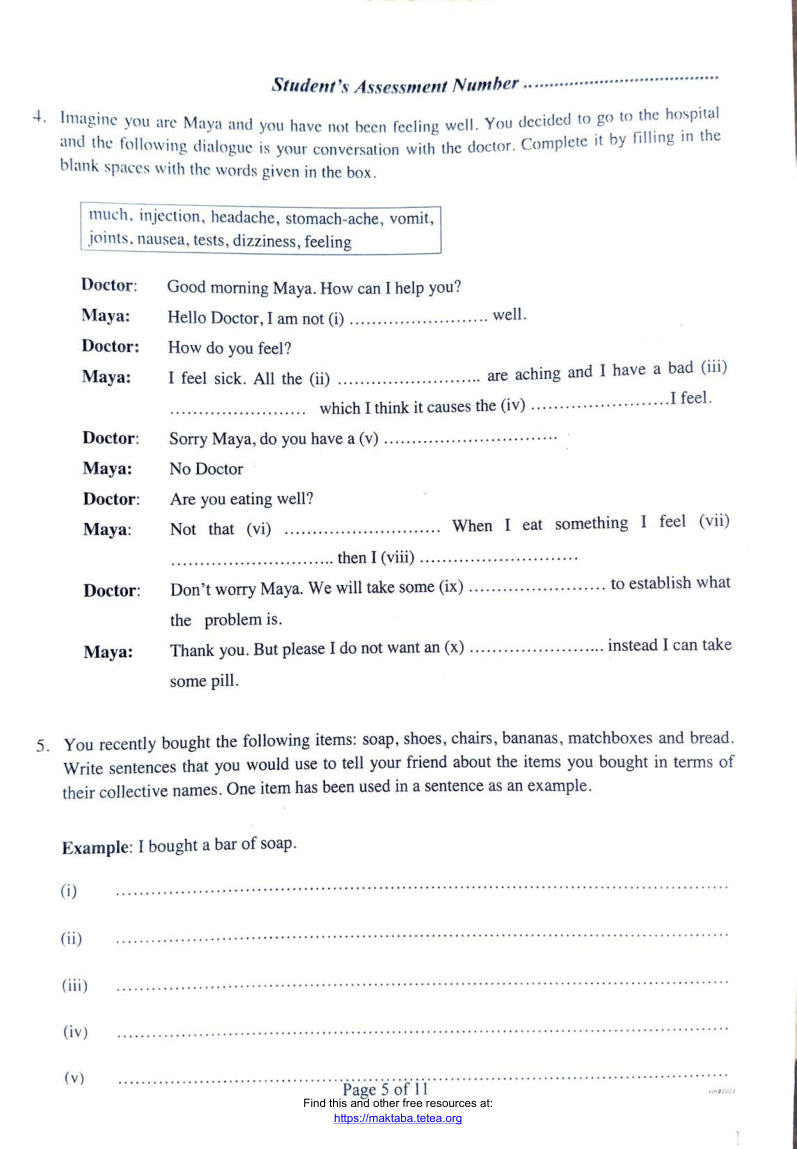 Student's Assessment Number ......................................
4. Imagine you are Maya and you have not been feeling well. You decided to go to the hospital
and the following dialogue is your conversation with the doctor. Complete it by filling in the
blank spaces with the words given in the box.
much, injection, headache, stomach-ache, vomit,
joints, nausea, tests, dizziness, feeling
Doctor: Good morning Maya. How can I help you?
Maya: Hello Doctor, I am not (i) ........................ well.
Doctor: How do you feel?
Maya: I feel sick. All the (ii) ......................... are aching and I have a bad (iii)
........................ which I think it causes the (iv) ........................I feel.
Doctor: Sorry Maya, do you have a (v) ..............................
Maya: No Doctor
Doctor: Are you eating well?
Maya: Not that (vi) ........................... When I eat something I feel (vii)
............................ then I (viii) ............................
Doctor: Don't worry Maya. We will take some (ix) ........................ to establish what
the problem is.
Maya: Thank you. But please I do not want an (x) ....................... instead I can take
some pill.
5. You recently bought the following items: soap, shoes, chairs, bananas, matchboxes and bread.
Write sentences that you would use to tell your friend about the items you bought in terms of
their collective names. One item has been used in a sentence as an example.
Example: I bought a bar of soap.
(i) ........................................................................
(ii) ........................................................................
(iii) ........................................................................
(iv) ........................................................................
(v) ........................................................................
Page 5 of 11
Find this and other free resources at:
https://maktaba.tetea.org